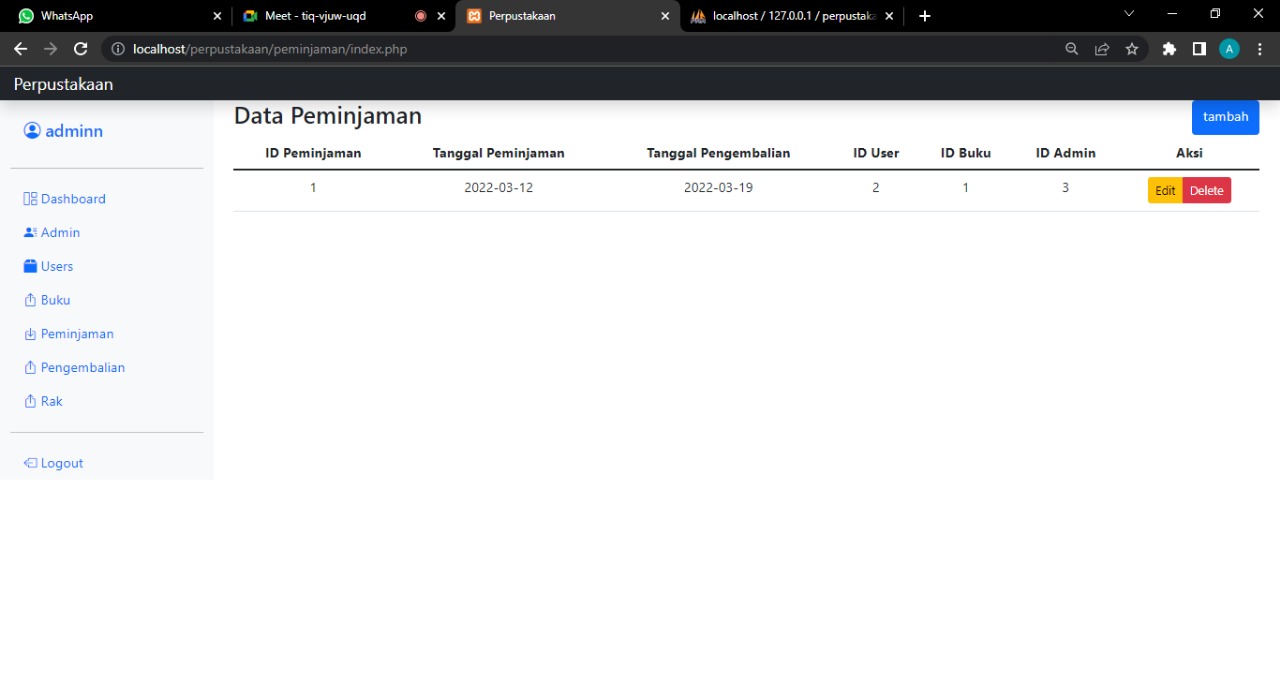 WhatsApp
Meet - tiq-vjuw-uqd
Perpustakaan
localhost / 127.0.0.1 / perpustaka
localhost/perpustakaan/peminjaman/index.php
A
Perpustakaan
adminn
Dashboard
Admin
Users
Buku
Peminjaman
Pengembalian
Rak
Logout
Data Peminjaman
tambah
ID Peminjaman Tanggal Peminjaman Tanggal Pengembalian ID User ID Buku ID Admin Aksi
1 2022-03-12 2022-03-19 2 1 3 Edit Delete